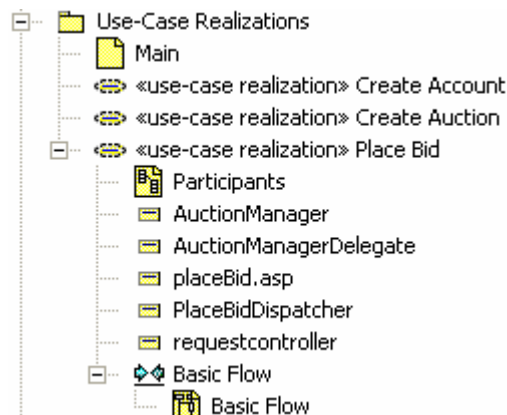 Use-Case Realizations
Main
«use-case realization» Create Account
«use-case realization» Create Auction
«use-case realization» Place Bid
Participants
AuctionManager
AuctionManagerDelegate
placeBid.asp
PlaceBidDispatcher
requestcontroller
Basic Flow
Basic Flow